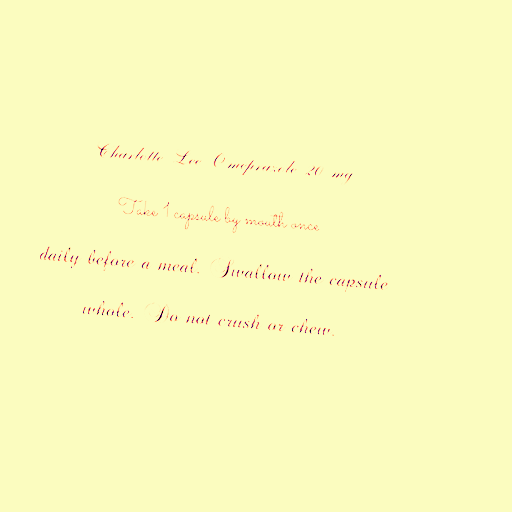 Charlotte Lee Omeprazole 20 mg
Take 1 capsule by mouth once
daily before a meal. Swallow the capsule
whole. Do not crush or chew.